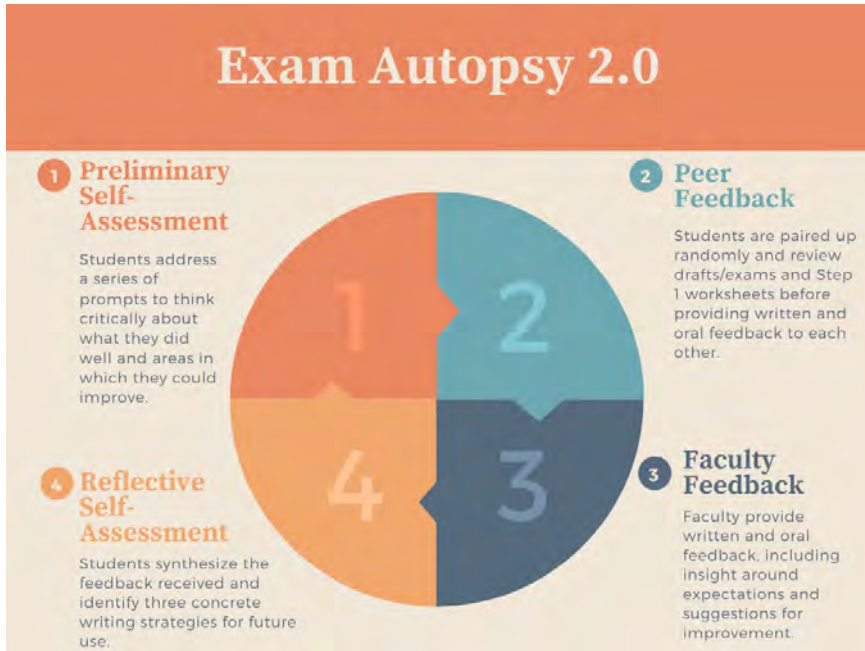 Exam Autopsy 2.0
1
Preliminary
Self-
Assessment
Students address
a series of
prompts to think
critically about
what they did
well and areas in
which they could
improve.
2
Peer
Feedback
Students are paired up
randomly and review
drafts/exams and Step
1 worksheets before
providing written and
oral feedback to each
other.
1
2
4
3
4
Reflective
Self-
Assessment
Students synthesize the
feedback received and
identify three concrete
writing strategies for future
use.
3
Faculty
Feedback
Faculty provide
written and oral
feedback, including
insight around
expectations and
suggestions for
improvement.